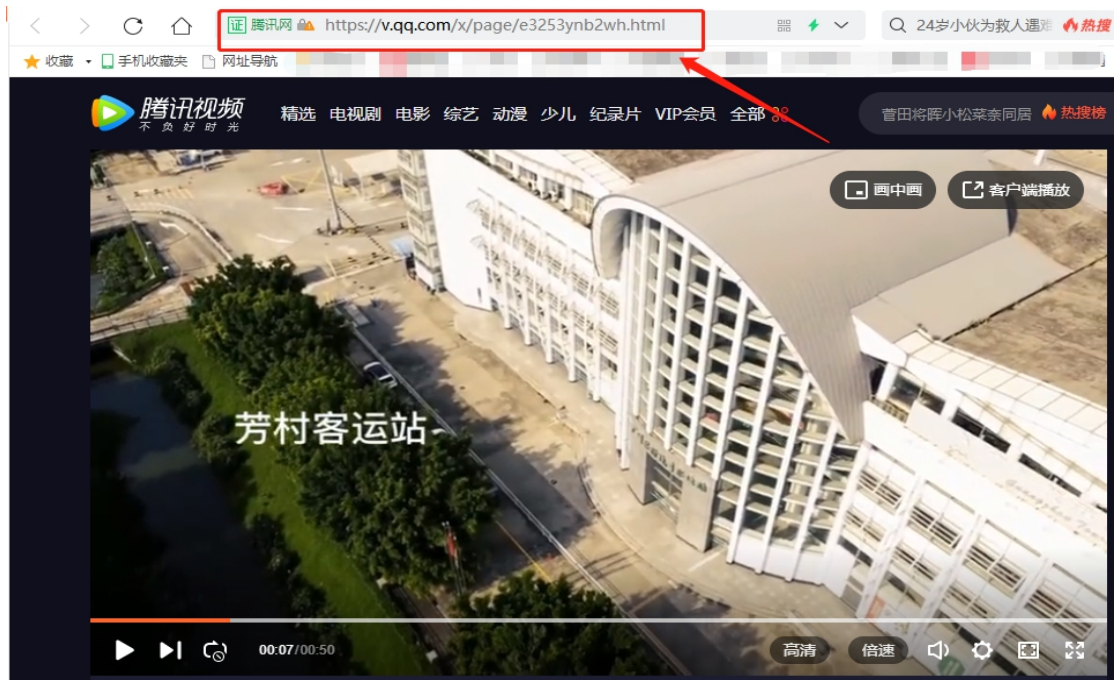 证 腾讯网 https://v.qq.com/x/page/e3253ynb2wh.html
24岁小伙为救人遇难 热搜
收藏 手机收藏夹 网址导航
腾讯视频
不负好时光
精选 电视剧 电影 综艺 动漫 少儿 纪录片 VIP会员 全部
菅田将晖小松菜奈同居 热搜榜
画中画 客户端播放
芳村客运站-
00:07/00:50
高清 倍速